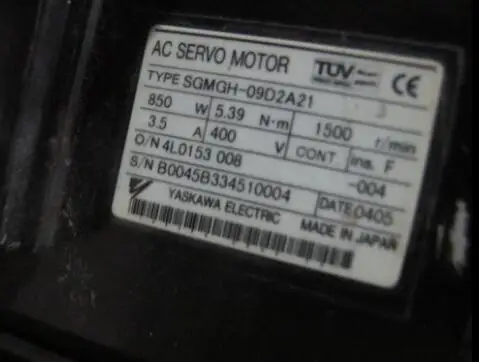 AC SERVO MOTOR TÜV CE
TYPE SGMGH-09D2A21
850 W 5.39 N·m 1500 r/min
3.5 A 400 V CONT. ins. F
O/N 4L0153 008 -004
S/N B0045B334510004 DATE 0405
YASKAWA ELECTRIC MADE IN JAPAN